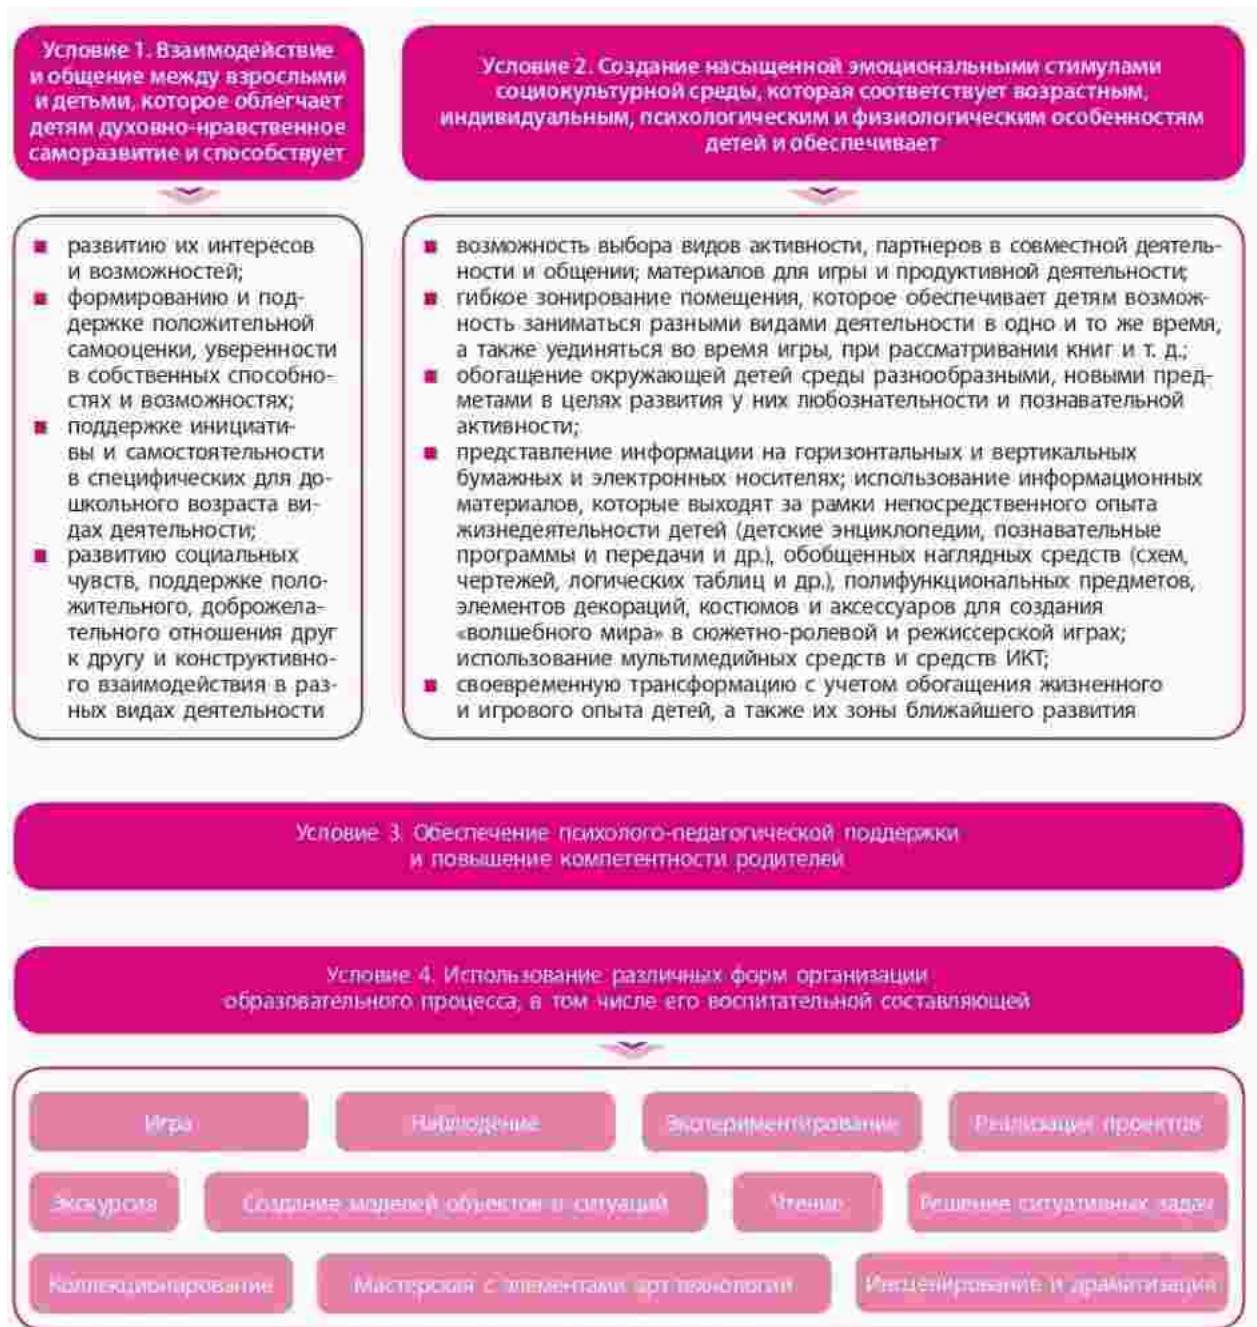 Условие 1. Взаимодействие
и общение между взрослыми
и детьми, которое облегчает
детям духовно-нравственное
саморазвитие и способствует
развитию их интересов
и возможностей;
формированию и под-
держке положительной
самооценки, уверенности
в собственных способно-
стях и возможностях;
поддержке инициати-
вы и самостоятельности
в специфических для до-
школьного возраста ви-
дах деятельности;
развитию социальных
чувств, поддержке поло-
жительного, доброжела-
тельного отношения друг
к другу и конструктивно-
го взаимодействия в раз-
ных видах деятельности
Условие 2. Создание насыщенной эмоциональными стимулами
социокультурной среды, которая соответствует возрастным,
индивидуальным, психологическим и физиологическим особенностям
детей и обеспечивает
возможность выбора видов активности, партнеров в совместной деятель-
ности и общении; материалов для игры и продуктивной деятельности;
гибкое зонирование помещения, которое обеспечивает детям возмож-
ность заниматься разными видами деятельности в одно и то же время,
а также уединяться во время игры, при рассматривании книг и т. д.;
обогащение окружающей детей среды разнообразными, новыми пред-
метами в целях развития у них любознательности и познавательной
активности;
представление информации на горизонтальных и вертикальных
бумажных и электронных носителях; использование информационных
материалов, которые выходят за рамки непосредственного опыта
жизнедеятельности детей (детские энциклопедии, познавательные
программы и передачи и др.), обобщенных наглядных средств (схем,
чертежей, логических таблиц и др.), полифункциональных предметов,
элементов декораций, костюмов и аксессуаров для создания
«волшебного мира» в сюжетно-ролевой и режиссерской играх;
использование мультимедийных средств и средств ИКТ;
своевременную трансформацию с учетом обогащения жизненного
и игрового опыта детей, а также их зоны ближайшего развития
Условие 3. Обеспечение психолого-педагогической поддержки
и повышение компетентности родителей
Условие 4. Использование различных форм организации
образовательного процесса, в том числе его воспитательной составляющей
Игра
Наблюдение
Экспериментирование
Реализация проектов
Экскурсия
Создание моделей объектов и ситуаций
Чтение
Решение ситуативных задач
Коллекционирование
Мастерская с элементами арт технологий
Инсценирование и драматизация